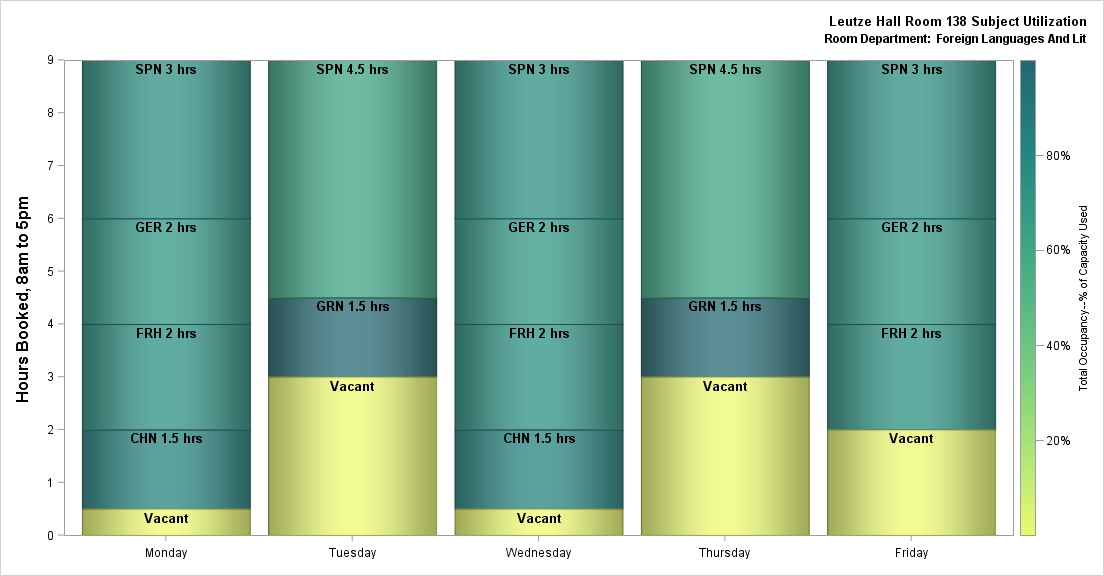 Leutze Hall Room 138 Subject Utilization
Room Department: Foreign Languages And Lit
Hours Booked, 8am to 5pm
9
8
7
6
5
4
3
2
1
0
SPN 3 hrs
GER 2 hrs
FRH 2 hrs
CHN 1.5 hrs
Vacant
SPN 4.5 hrs
GRN 1.5 hrs
Vacant
SPN 3 hrs
GER 2 hrs
FRH 2 hrs
CHN 1.5 hrs
Vacant
SPN 4.5 hrs
GRN 1.5 hrs
Vacant
SPN 3 hrs
GER 2 hrs
FRH 2 hrs
Vacant
Monday
Tuesday
Wednesday
Thursday
Friday
80%
60%
40%
20%
Total Occupancy--% of Capacity Used